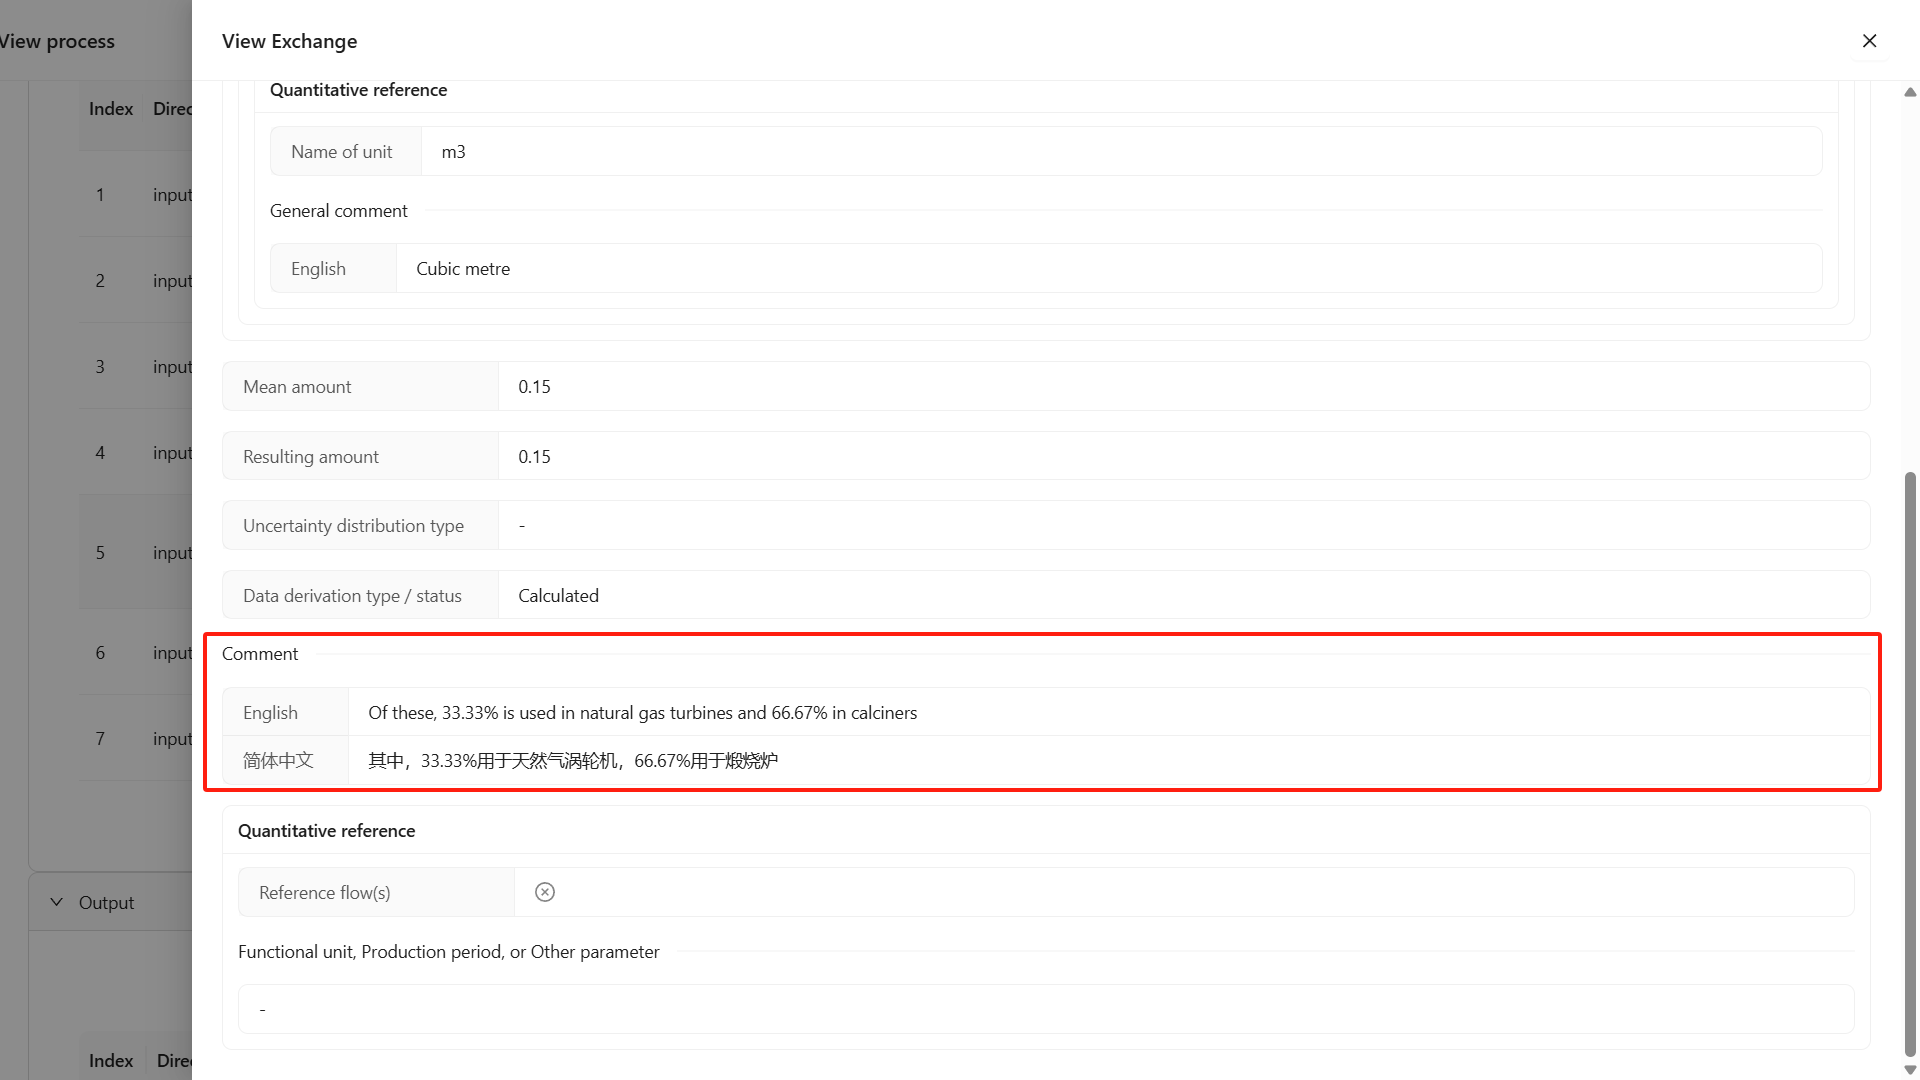 View process
View Exchange
Index Direc
1 input
2 input
3 input
4 input
5 input
6 input
7 input
Output
Index Dire
Quantitative reference
Name of unit m3
General comment
English Cubic metre
Mean amount 0.15
Resulting amount 0.15
Uncertainty distribution type -
Data derivation type / status Calculated
Comment
English Of these, 33.33% is used in natural gas turbines and 66.67% in calciners
简体中文 其中，33.33%用于天然气涡轮机，66.67%用于煅烧炉
Quantitative reference
Reference flow(s)
Functional unit, Production period, or Other parameter
-